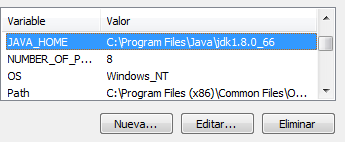 Variable Valor
JAVA_HOME C:\Program Files\Java\jdk1.8.0_66
NUMBER_OF_P... 8
OS Windows_NT
Path C:\Program Files (x86)\Common Files\O...
Nueva... Editar... Eliminar